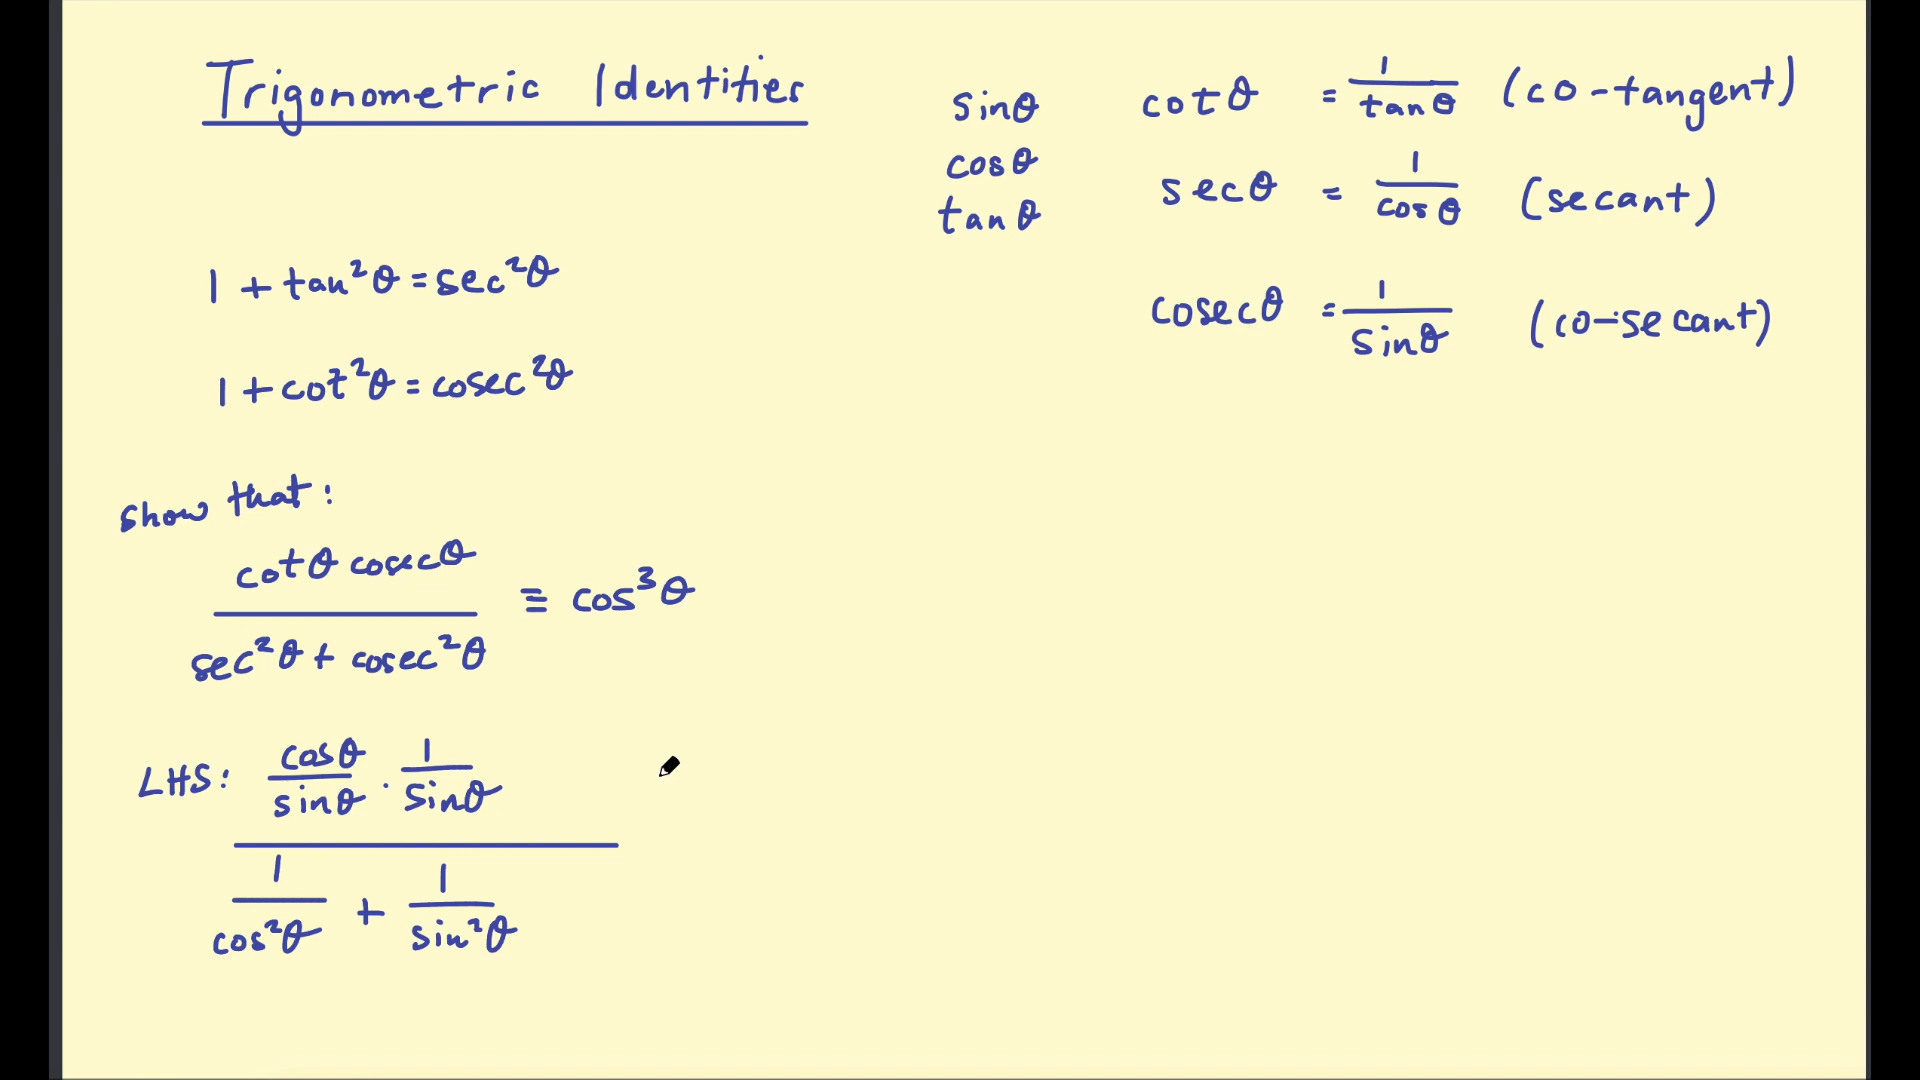 Trigonometric Identities
sinθ
cosθ
tanθ
cotθ = 1/tanθ (co-tangent)
secθ = 1/cosθ (secant)
cosecθ = 1/sinθ (co-secant)
1 + tan²θ = sec²θ
1 + cot²θ = cosec²θ
show that:
cotθ cosecθ / sec²θ + cosec²θ ≡ cos³θ
LHS: cosθ/sinθ · 1/sinθ
1/cos²θ + 1/sin²θ